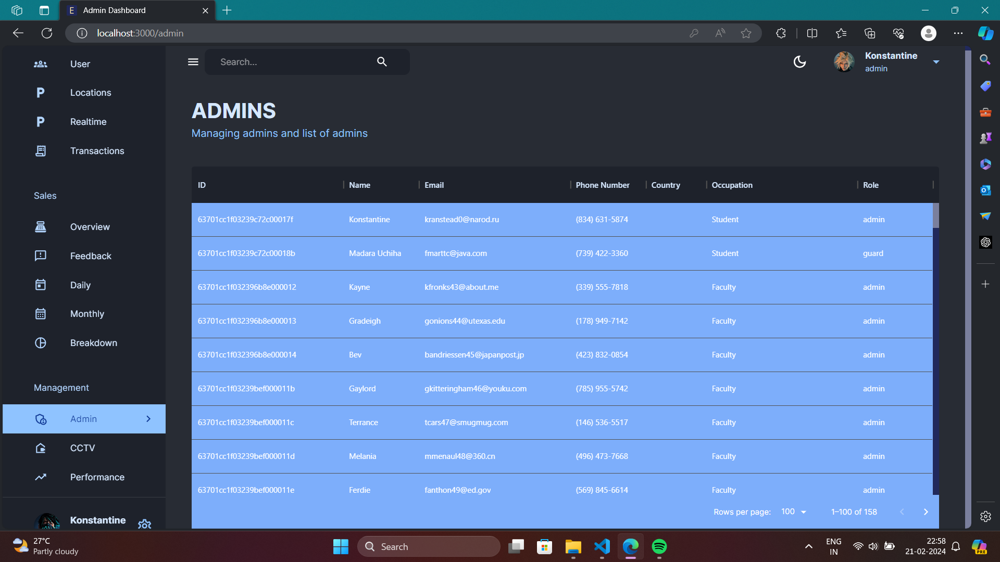 Admin Dashboard
localhost:3000/admin
User
Locations
Realtime
Transactions
Sales
Overview
Feedback
Daily
Monthly
Breakdown
Management
Admin
CCTV
Performance
Konstantine
Search...
Konstantine
admin
ADMINS
Managing admins and list of admins
ID Name Email Phone Number Country Occupation Role
63701cc1f03239c72c00017f Konstantine kranstead0@narod.ru (834) 631-5874 Student admin
63701cc1f03239c72c00018b Madara Uchiha fmarttc@java.com (739) 422-3360 Student guard
63701cc1f032396b8e000012 Kayne kfronks43@about.me (339) 555-7818 Faculty admin
63701cc1f032396b8e000013 Gradeigh gonions44@utexas.edu (178) 949-7142 Faculty admin
63701cc1f032396b8e000014 Bev bandriessen45@japanpost.jp (423) 832-0854 Faculty admin
63701cc1f03239bef000011b Gaylord gkitteringham46@youku.com (785) 955-5742 Faculty admin
63701cc1f03239bef000011c Terrance tcars47@smugmug.com (146) 536-5517 Faculty admin
63701cc1f03239bef000011d Melania mmenaul48@360.cn (496) 473-7668 Faculty admin
63701cc1f03239bef000011e Ferdie fanthon49@ed.gov (569) 845-6614 Faculty admin
Rows per page: 100 1–100 of 158
27°C
Partly cloudy
Search
ENG
IN
22:58
21-02-2024
PRE